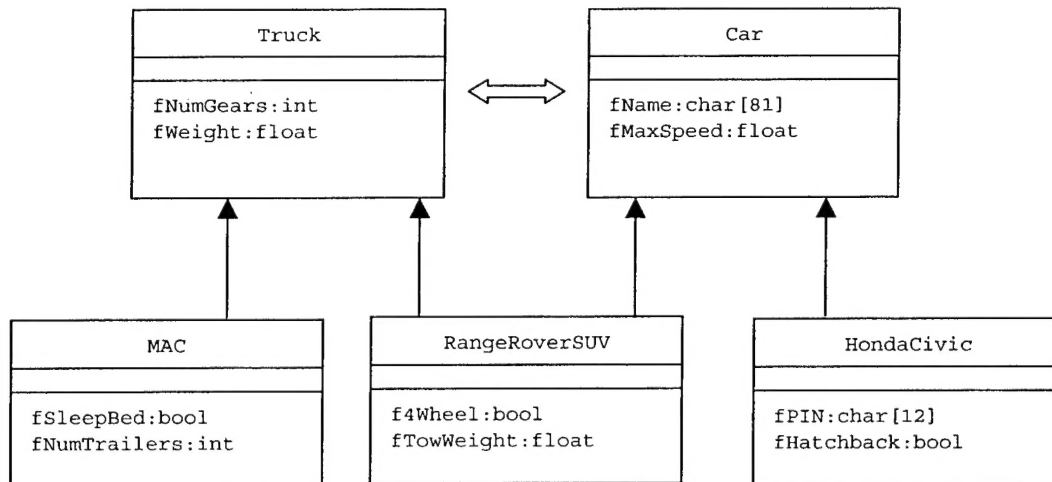 Truck
fNumGears:int
fWeight:float
Car
fName:char[81]
fMaxSpeed:float
MAC
fSleepBed:bool
fNumTrailers:int
RangeRoverSUV
f4Wheel:bool
fTowWeight:float
HondaCivic
fPIN:char[12]
fHatchback:bool